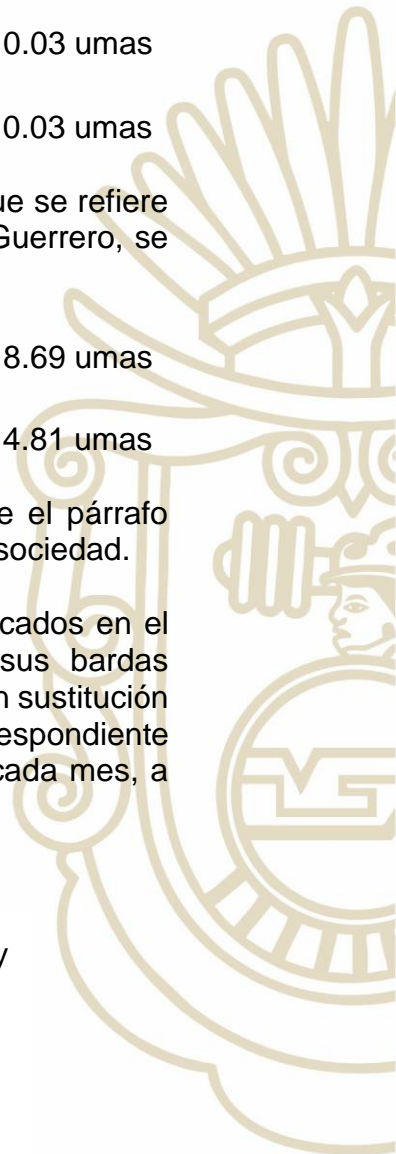 0.03 umas
0.03 umas
ue se refiere
Guerrero, se
8.69 umas
4.81 umas
e el párrafo
sociedad.
cados en el
sus bardas
n sustitución
espondiente
cada mes, a
y